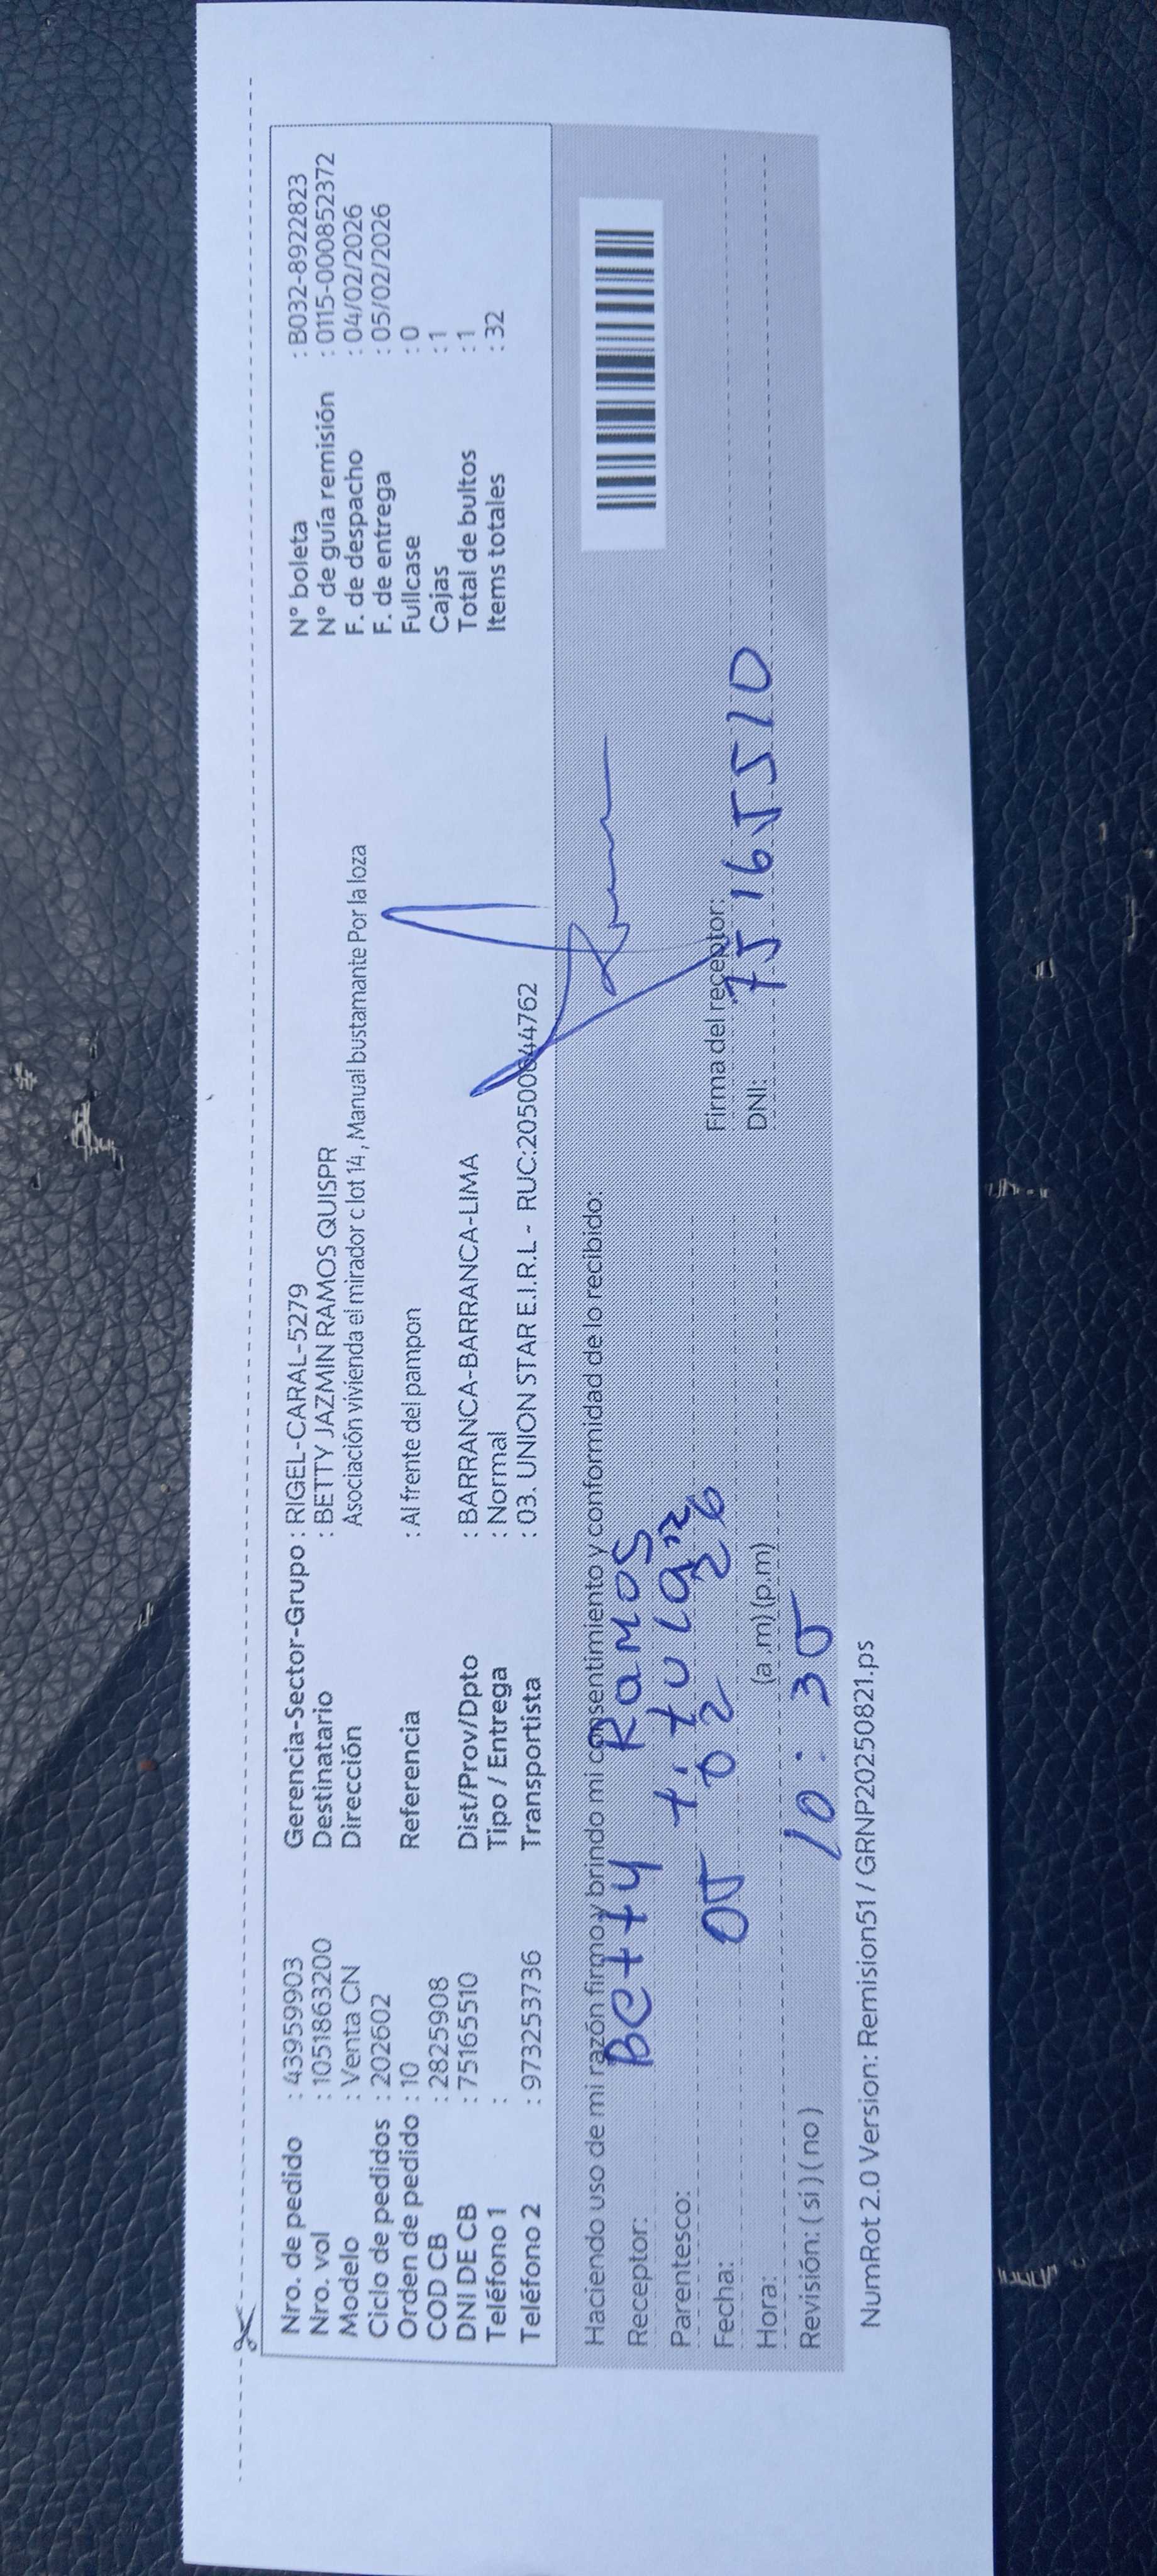 Nro. de pedido : 43959903 Gerencia-Sector-Grupo : RIGEL-CARAL-5279 N° boleta : B032-8922823
Nro. vol : 1051863200 Destinatario : BETTY JAZMIN RAMOS QUISPR N° de guía remisión : 0115-000852372
Modelo : Venta CN Dirección Asociación vivienda el mirador c lot 14 , Manual bustamante Por la loza F. de despacho : 04/02/2026
Ciclo de pedidos : 202602 F. de entrega : 05/02/2026
Orden de pedido : 10 Referencia : Al frente del pampon Fullcase : 0
COD CB : 2825908 Cajas : 1
DNI DE CB : 75165510 Dist/Prov/Dpto : BARRANCA-BARRANCA-LIMA Total de bultos : 1
Teléfono 1 : Tipo / Entrega : Normal Items totales : 32
Teléfono 2 : 973253736 Transportista : 03. UNION STAR E.I.R.L - RUC:20500644762
Haciendo uso de mi razón firmo y brindo mi consentimiento y conformidad de lo recibido:
Receptor: Betty Ramos
Parentesco: titular
Fecha: 05 02 2026 Firma del receptor:
Hora: 10:30 (a.m)(p.m) DNI: 75165510
Revisión: ( si ) ( no )
NumRot 2.0 Version: Remision51 / GRNP20250821.ps